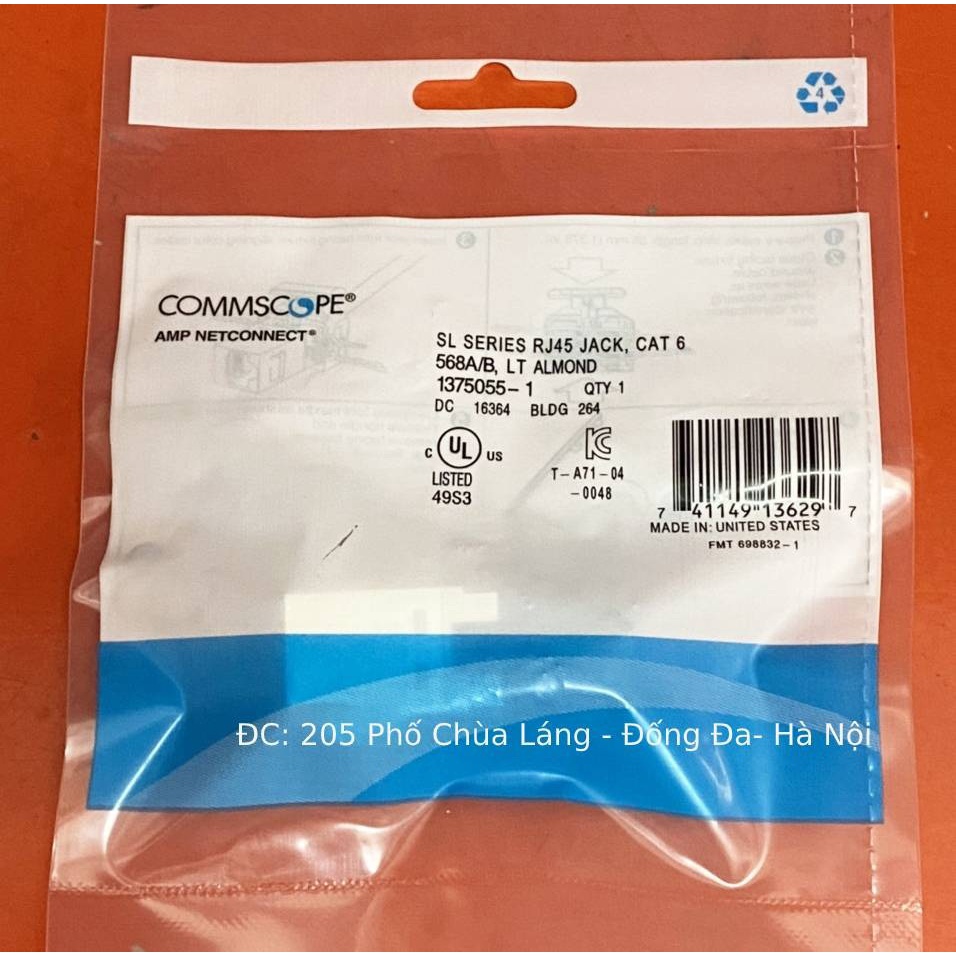 4
COMMSCOPE®
AMP NETCONNECT®
SL SERIES RJ45 JACK, CAT 6
568A/B, LT ALMOND
1375055-1 QTY 1
DC 16364 BLDG 264
C UL US
LISTED
49S3
T-A71-04
-0048
7 41149 13629 7
MADE IN: UNITED STATES
FMT 698832-1
ĐC: 205 Phố Chùa Láng - Đống Đa- Hà Nội